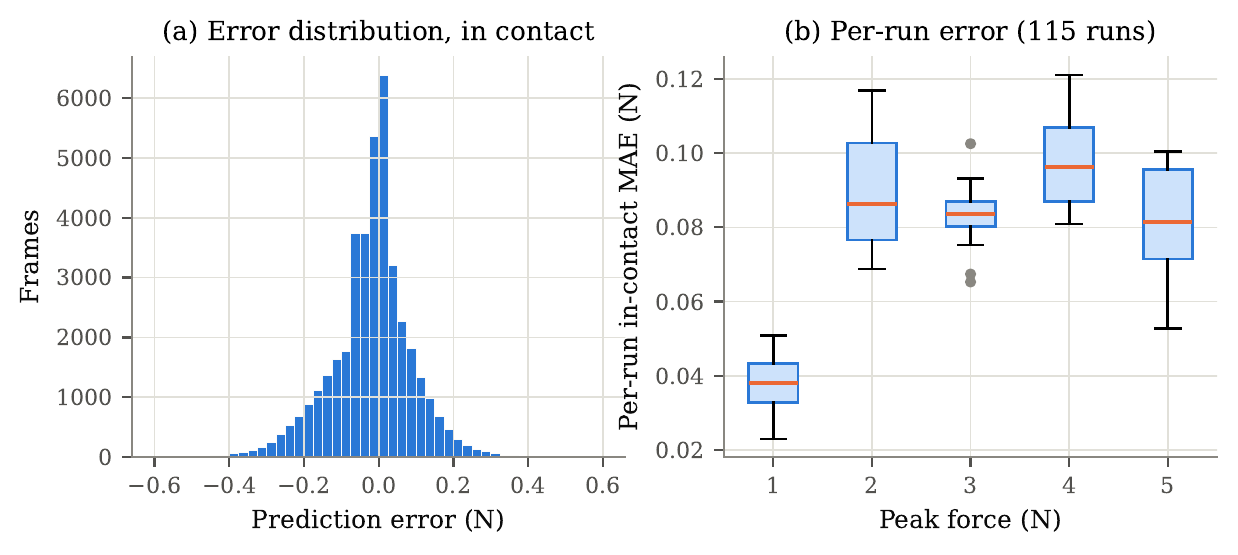 (a) Error distribution, in contact
6000
5000
4000
3000
2000
1000
0
Frames
−0.6 −0.4 −0.2 0.0 0.2 0.4 0.6
Prediction error (N)
(b) Per-run error (115 runs)
0.12
0.10
0.08
0.06
0.04
0.02
Per-run in-contact MAE (N)
1 2 3 4 5
Peak force (N)